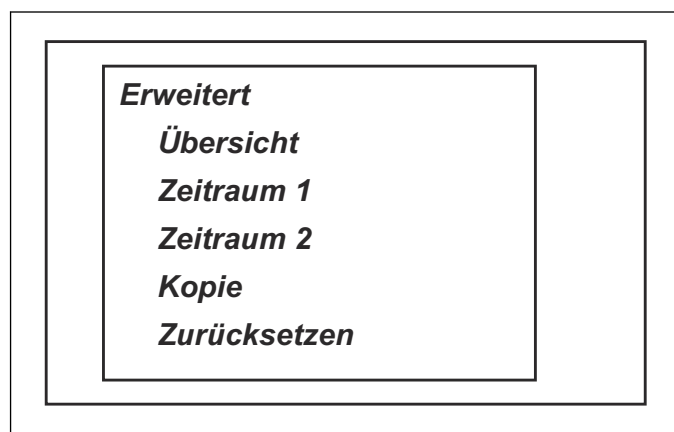 Erweitert
Übersicht
Zeitraum 1
Zeitraum 2
Kopie
Zurücksetzen